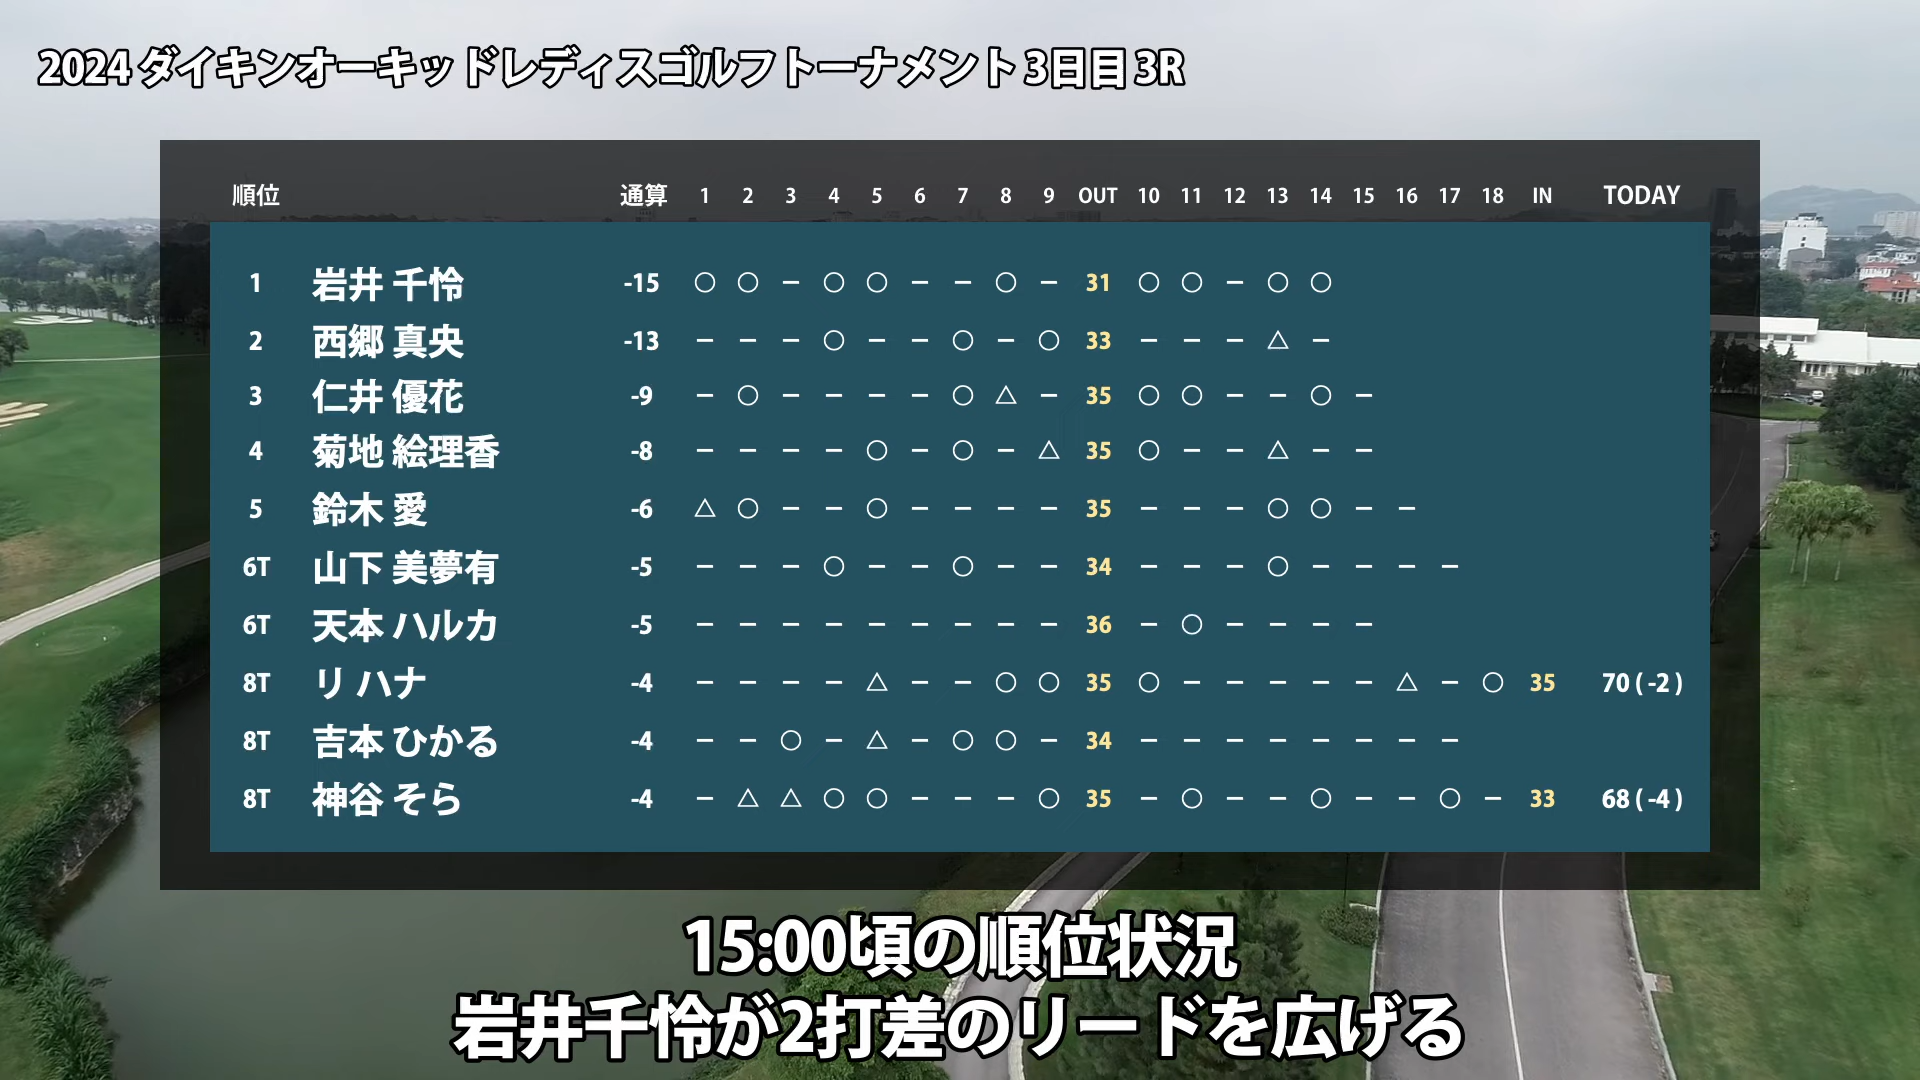 2024 ダイキンオーキッドレディスゴルフトーナメント 3日目 3R
順位 通算 1 2 3 4 5 6 7 8 9 OUT 10 11 12 13 14 15 16 17 18 IN TODAY
1 岩井 千怜 -15 ○ ○ − ○ ○ − − ○ − 31 ○ ○ − ○ ○
2 西郷 真央 -13 − − − ○ − − ○ − ○ 33 − − − △ −
3 仁井 優花 -9 − ○ − − − − ○ △ − 35 ○ ○ − − ○ −
4 菊地 絵理香 -8 − − − − ○ − ○ − △ 35 ○ − − △ − −
5 鈴木 愛 -6 △ ○ − − ○ − − − − 35 − − − ○ ○ − −
6T 山下 美夢有 -5 − − − ○ − − ○ − − 34 − − − ○ − − − −
6T 天本 ハルカ -5 − − − − − − − − − 36 − ○ − − − −
8T リ ハナ -4 − − − − △ − − ○ ○ 35 ○ − − − − − △ − ○ 35 70 ( -2 )
8T 吉本 ひかる -4 − − ○ − △ − ○ ○ − 34 − − − − − − − −
8T 神谷 そら -4 − △ △ ○ ○ − − − ○ 35 − ○ − − ○ − − ○ − 33 68 ( -4 )
15:00頃の順位状況
岩井千怜が2打差のリードを広げる